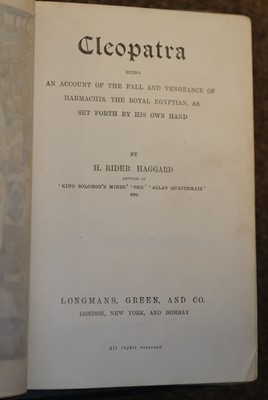 Cleopatra
BEING
AN ACCOUNT OF THE FALL AND VENGEANCE OF
HARMACHIS, THE ROYAL EGYPTIAN, AS
SET FORTH BY HIS OWN HAND
BY
H. RIDER HAGGARD
AUTHOR OF
'KING SOLOMON'S MINES' 'SHE' 'ALLAN QUATERMAIN'
ETC.
LONGMANS, GREEN, AND CO.
LONDON, NEW YORK, AND BOMBAY
All rights reserved